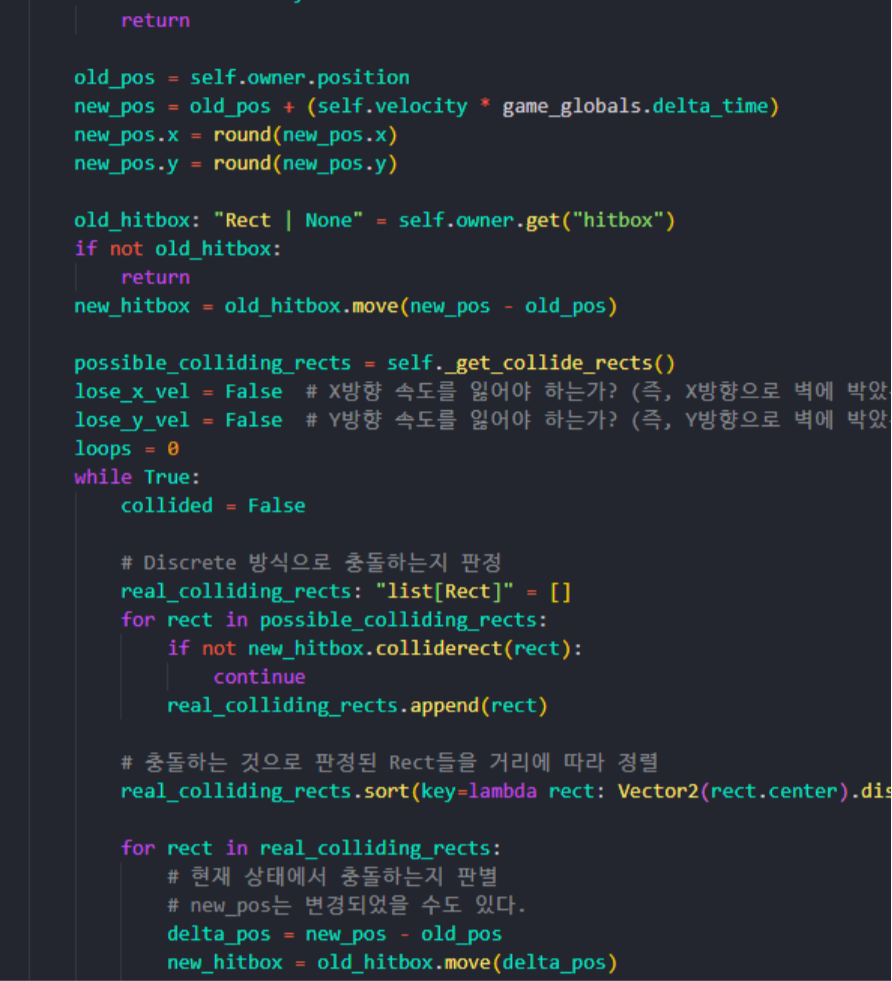 return
old_pos = self.owner.position
new_pos = old_pos + (self.velocity * game_globals.delta_time)
new_pos.x = round(new_pos.x)
new_pos.y = round(new_pos.y)
old_hitbox: "Rect | None" = self.owner.get("hitbox")
if not old_hitbox:
return
new_hitbox = old_hitbox.move(new_pos - old_pos)
possible_colliding_rects = self._get_collide_rects()
lose_x_vel = False # X방향 속도를 잃어야 하는가? (즉, X방향으로 벽에 박았
lose_y_vel = False # Y방향 속도를 잃어야 하는가? (즉, Y방향으로 벽에 박았
loops = 0
while True:
collided = False
# Discrete 방식으로 충돌하는지 판정
real_colliding_rects: "list[Rect]" = []
for rect in possible_colliding_rects:
if not new_hitbox.colliderect(rect):
continue
real_colliding_rects.append(rect)
# 충돌하는 것으로 판정된 Rect들을 거리에 따라 정렬
real_colliding_rects.sort(key=lambda rect: Vector2(rect.center).dis
for rect in real_colliding_rects:
# 현재 상태에서 충돌하는지 판별
# new_pos는 변경되었을 수도 있다.
delta_pos = new_pos - old_pos
new_hitbox = old_hitbox.move(delta_pos)